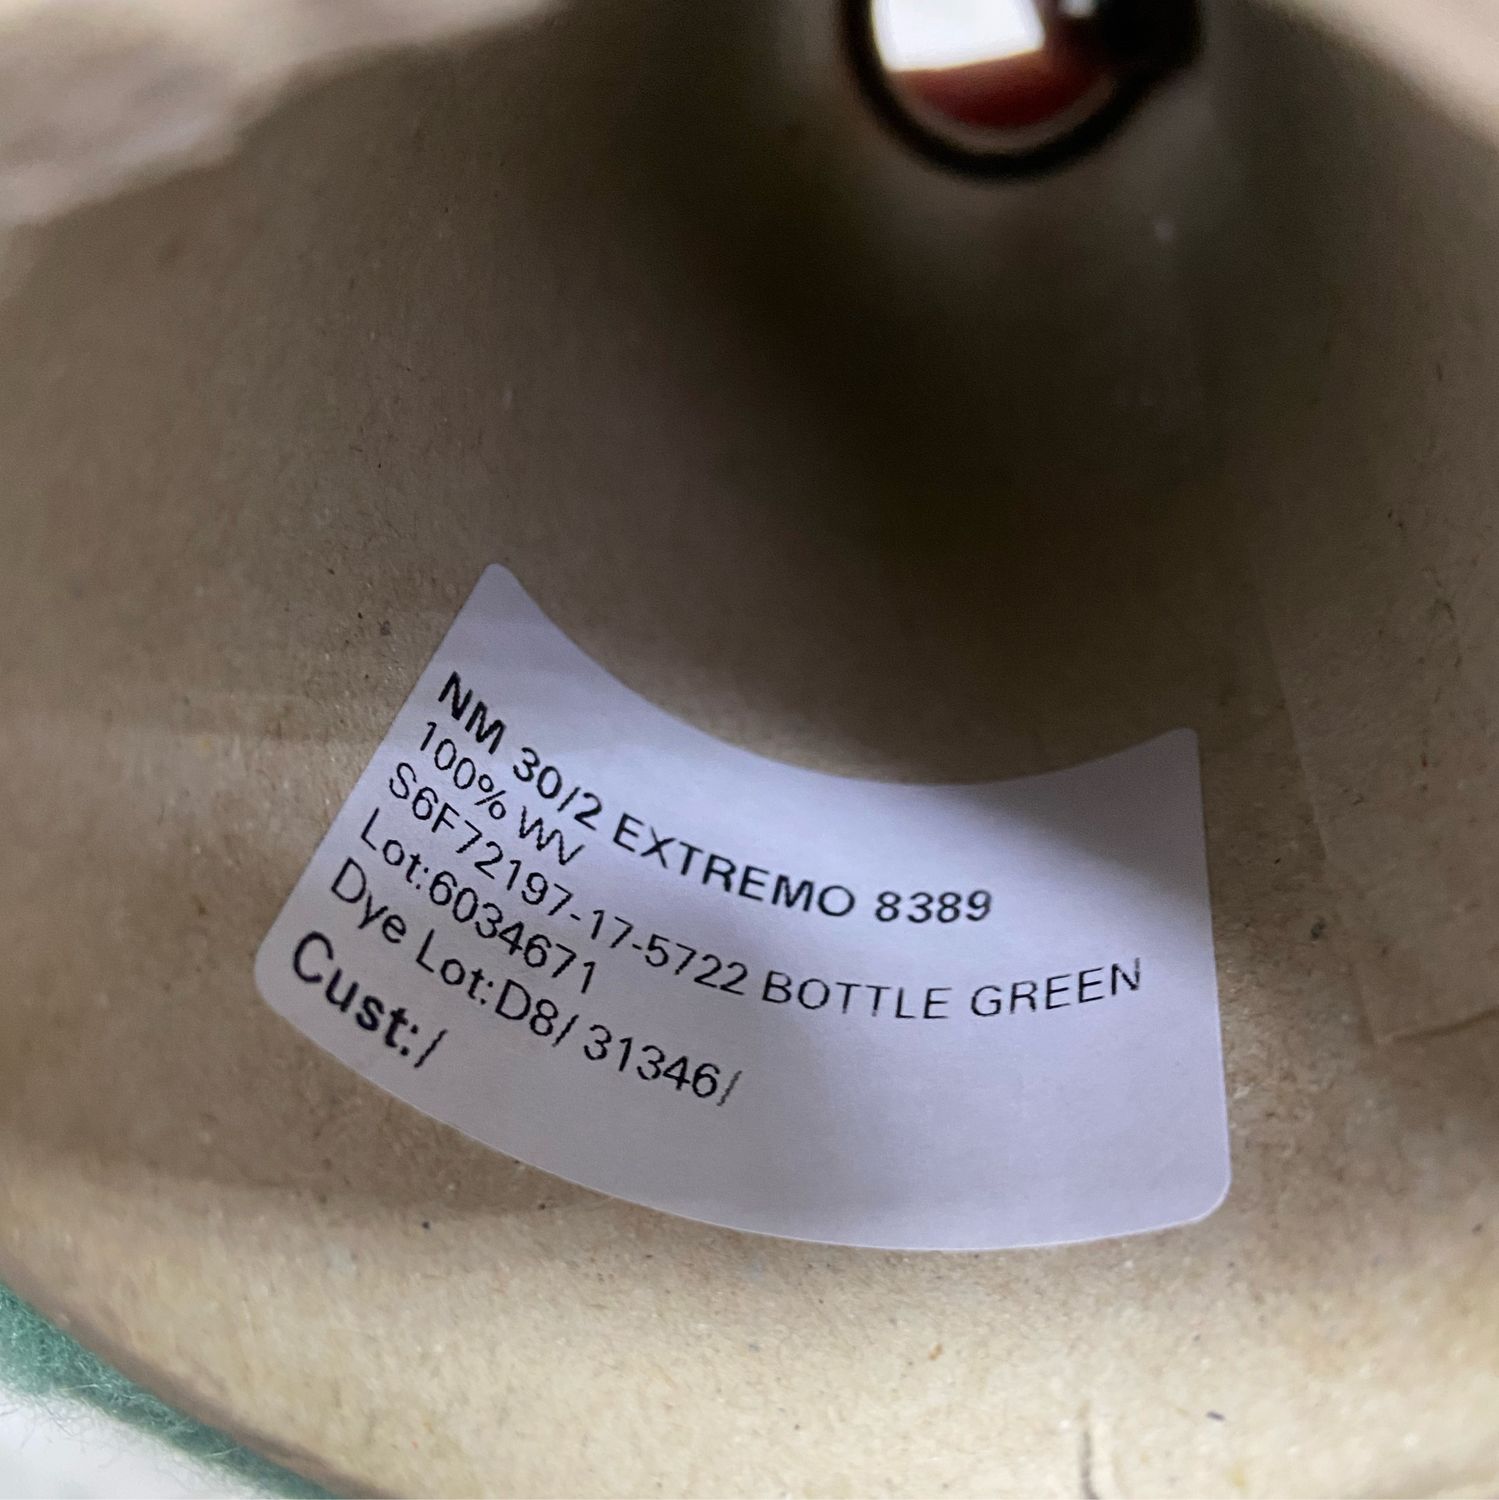 NM 30/2 EXTREMO 8389
100% WV
S6F72197-17-5722 BOTTLE GREEN
Lot:6034671
Dye Lot:D8/ 31346/
Cust:/